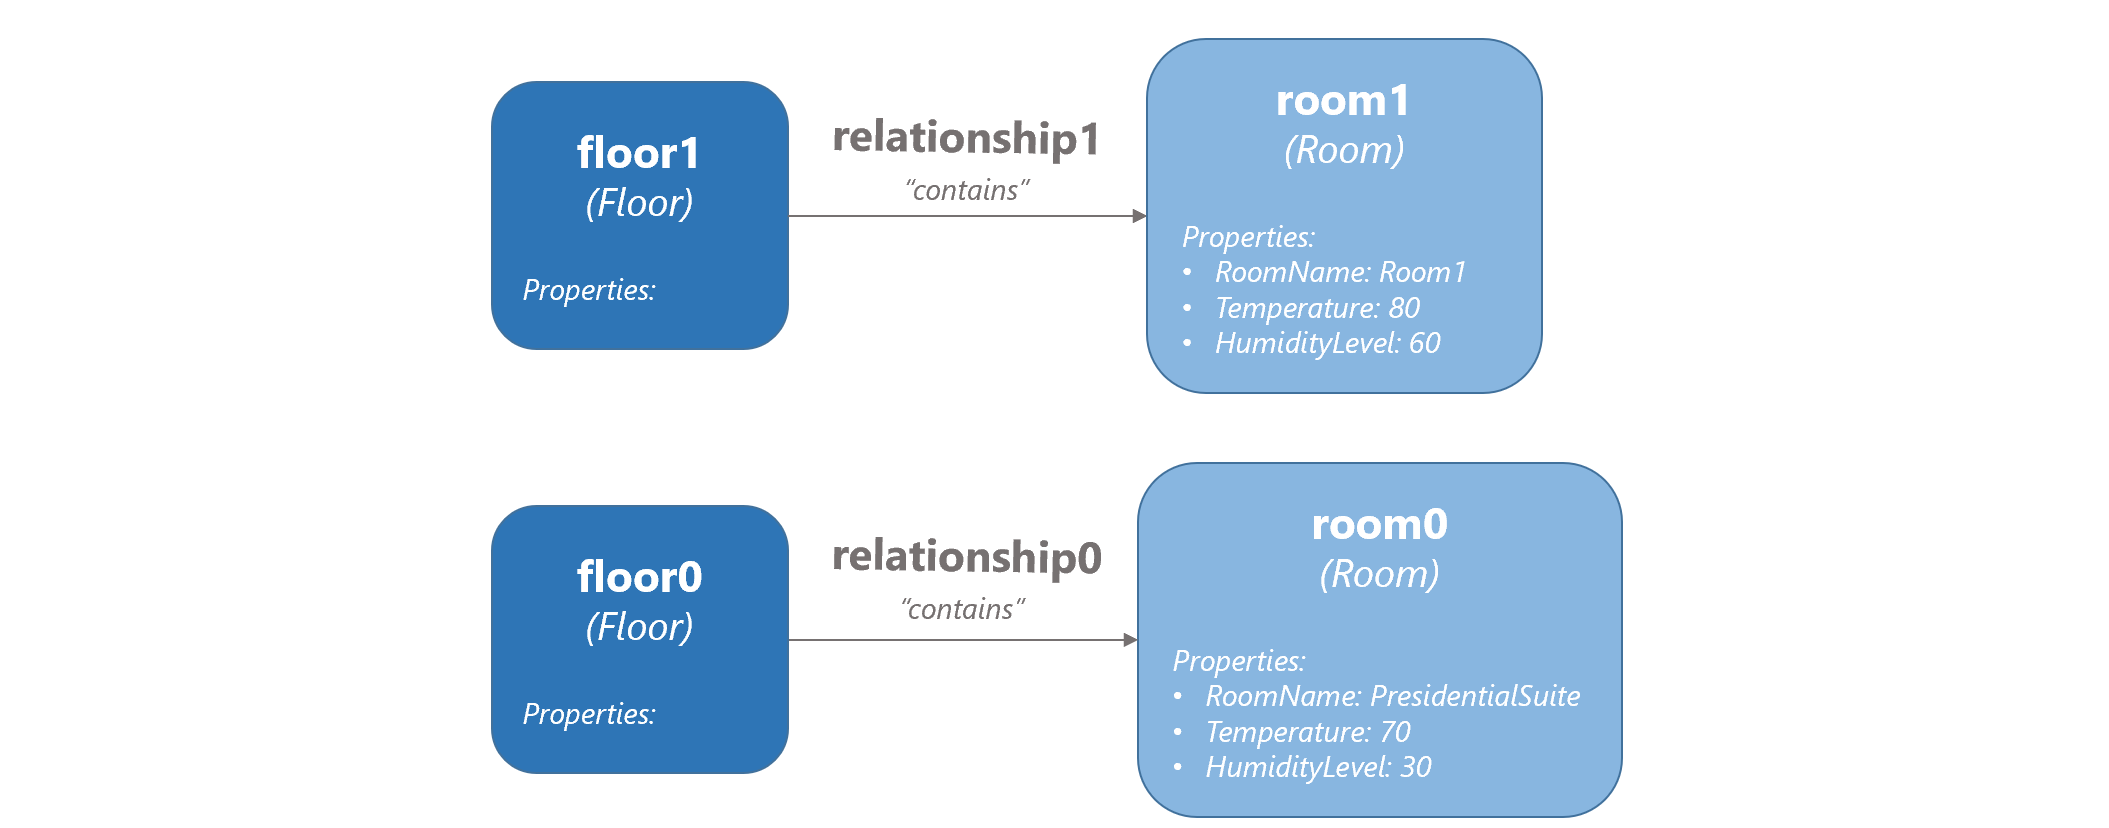 floor1
(Floor)
Properties:
relationship1
“contains”
room1
(Room)
Properties:
• RoomName: Room1
• Temperature: 80
• HumidityLevel: 60
floor0
(Floor)
Properties:
relationship0
“contains”
room0
(Room)
Properties:
• RoomName: PresidentialSuite
• Temperature: 70
• HumidityLevel: 30